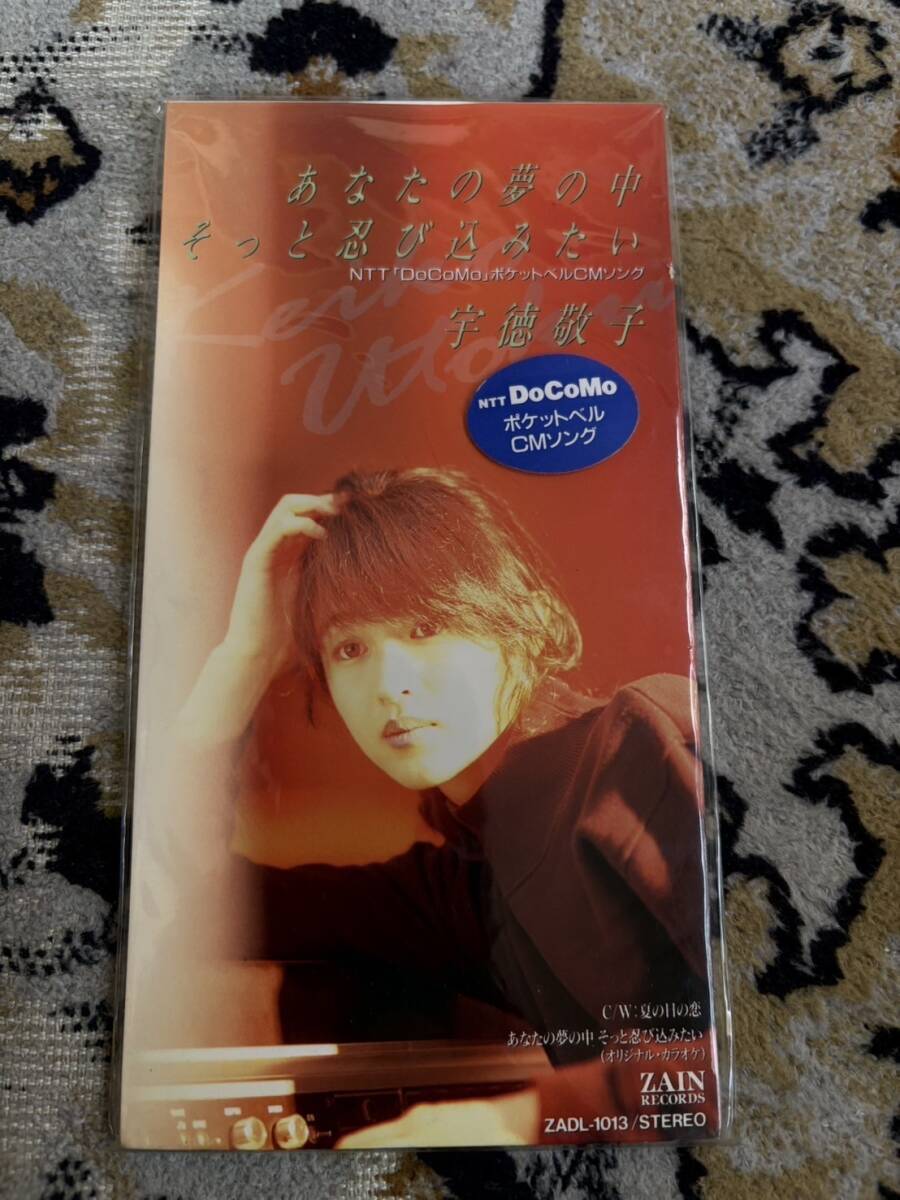 あなたの夢の中
そっと忍び込みたい
NTT「DoCoMo」ポケットベルCMソング
Keiko
宇徳敬子
NTT DoCoMo
ポケットベル
CMソング
C/W:夏の日の恋
あなたの夢の中 そっと忍び込みたい
(オリジナル・カラオケ)
ZAIN
RECORDS
ZADL-1013/STEREO